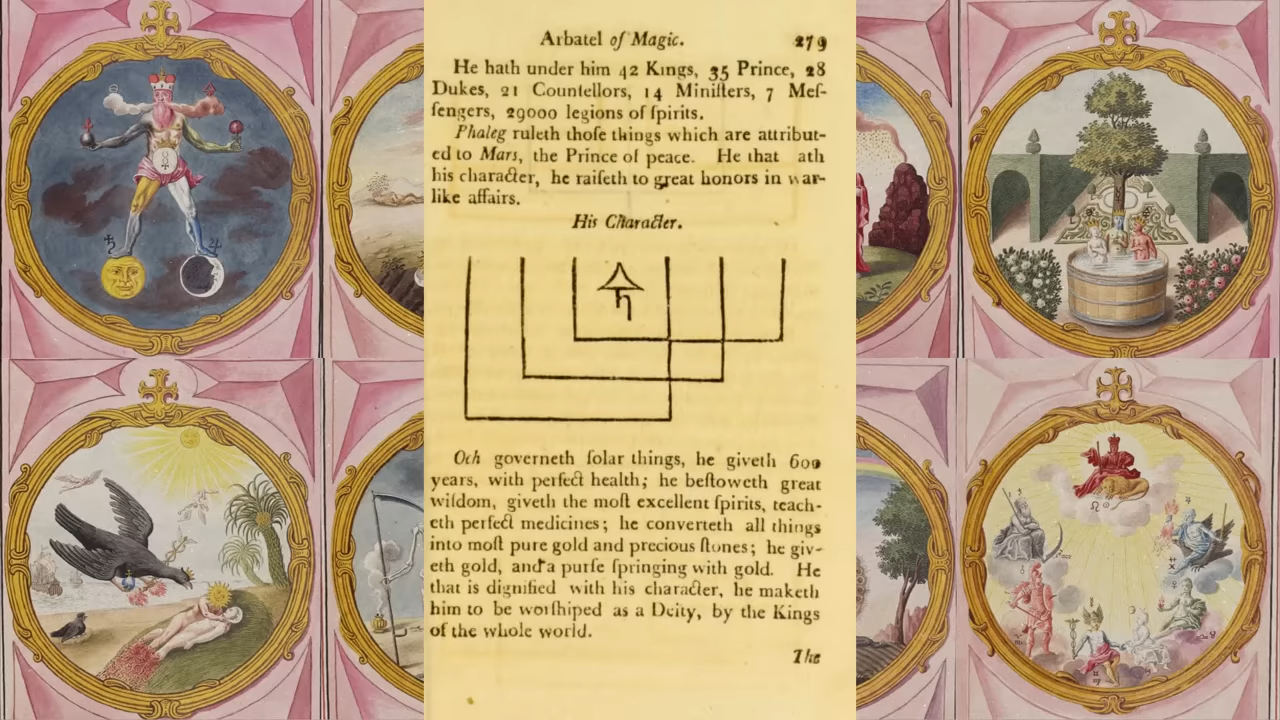 Arbatel of Magic. 279
He hath under him 42 Kings, 35 Prince, 28
Dukes, 21 Counſellors, 14 Miniſters, 7 Meſ-
ſengers, 29000 legions of ſpirits.
Phaleg ruleth thoſe things which are attribut-
ed to Mars, the Prince of peace. He that ath
his character, he raiſeth to great honors in war-
like affairs.
His Character.
Och governeth ſolar things, he giveth 600
years, with perfect health; he beſtoweth great
wiſdom, giveth the moſt excellent ſpirits, teach-
eth perfect medicines; he converteth all things
into moſt pure gold and precious ſtones; he giv-
eth gold, and a purſe ſpringing with gold. He
that is dignified with his character, he maketh
him to be worſhiped as a Deity, by the Kings
of the whole world.
The